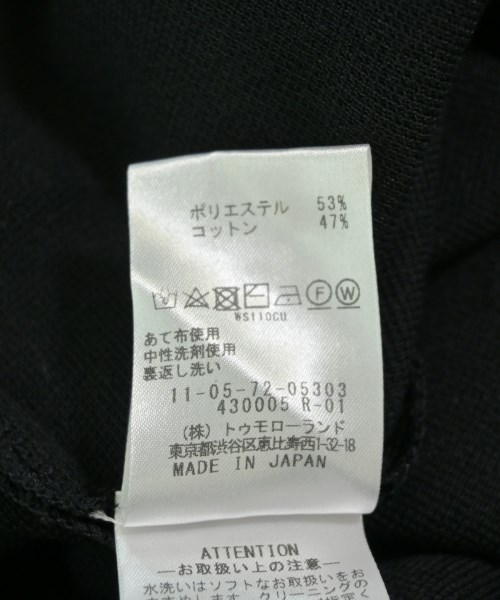 ポリエステル 53%
コットン 47%
F W
WS110CU
あて布使用
中性洗剤使用
裏返し洗い
11-05-72-05303
430005 R-01
(株)トゥモローランド
東京都渋谷区恵比寿西1-32-18
MADE IN JAPAN
ATTENTION
―お取扱い上の注意―
水洗いはソフトなお取扱いをお